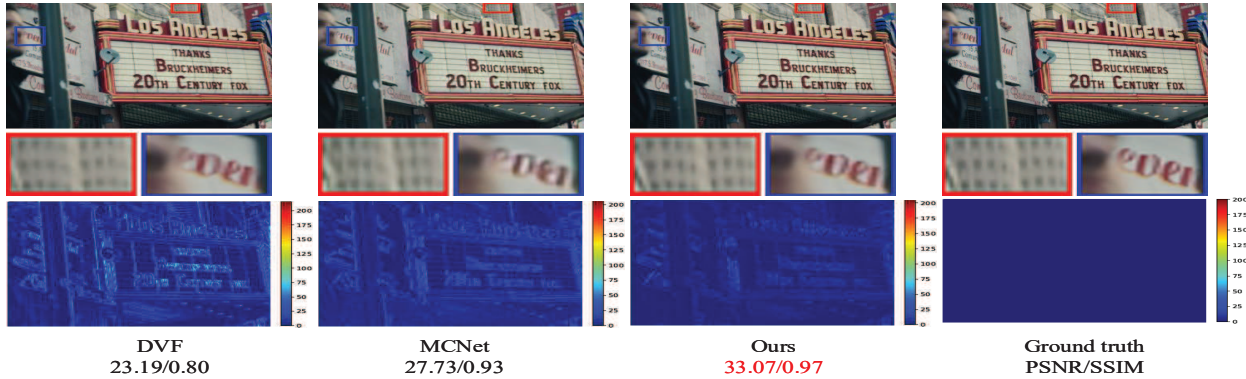 LOS ANGELES
THANKS
BRUCKHEIMERS
20TH CENTURY FOX
LOS ANGELES
THANKS
BRUCKHEIMERS
20TH CENTURY FOX
LOS ANGELES
THANKS
BRUCKHEIMERS
20TH CENTURY FOX
LOS ANGELES
THANKS
BRUCKHEIMERS
20TH CENTURY FOX
200
175
150
125
100
75
50
25
0
200
175
150
125
100
75
50
25
0
200
175
150
125
100
75
50
25
0
200
175
150
125
100
75
50
25
0
DVF
23.19/0.80
MCNet
27.73/0.93
Ours
33.07/0.97
Ground truth
PSNR/SSIM